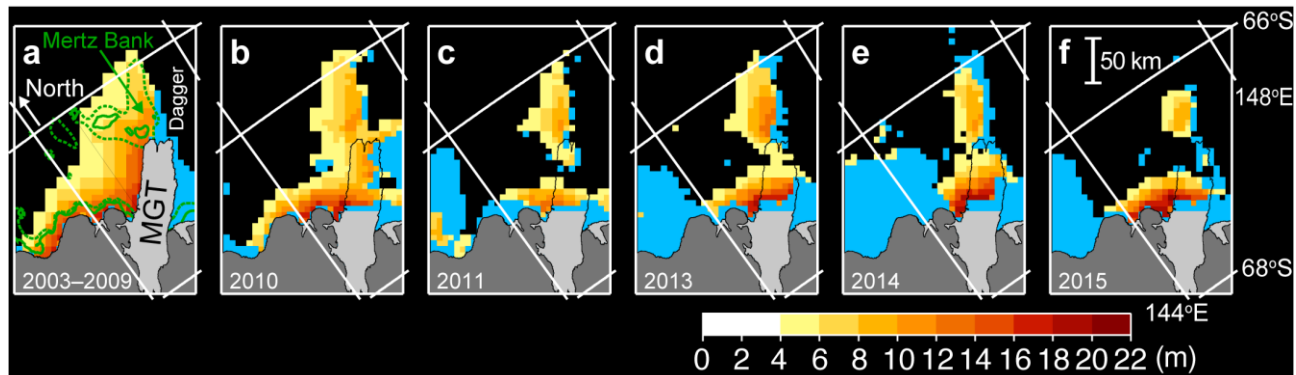 a b c d e f
Mertz Bank
North
Dagger
MGT
50 km
66°S
148°E
68°S
144°E
2003–2009 2010 2011 2013 2014 2015
0 2 4 6 8 10 12 14 16 18 20 22 (m)